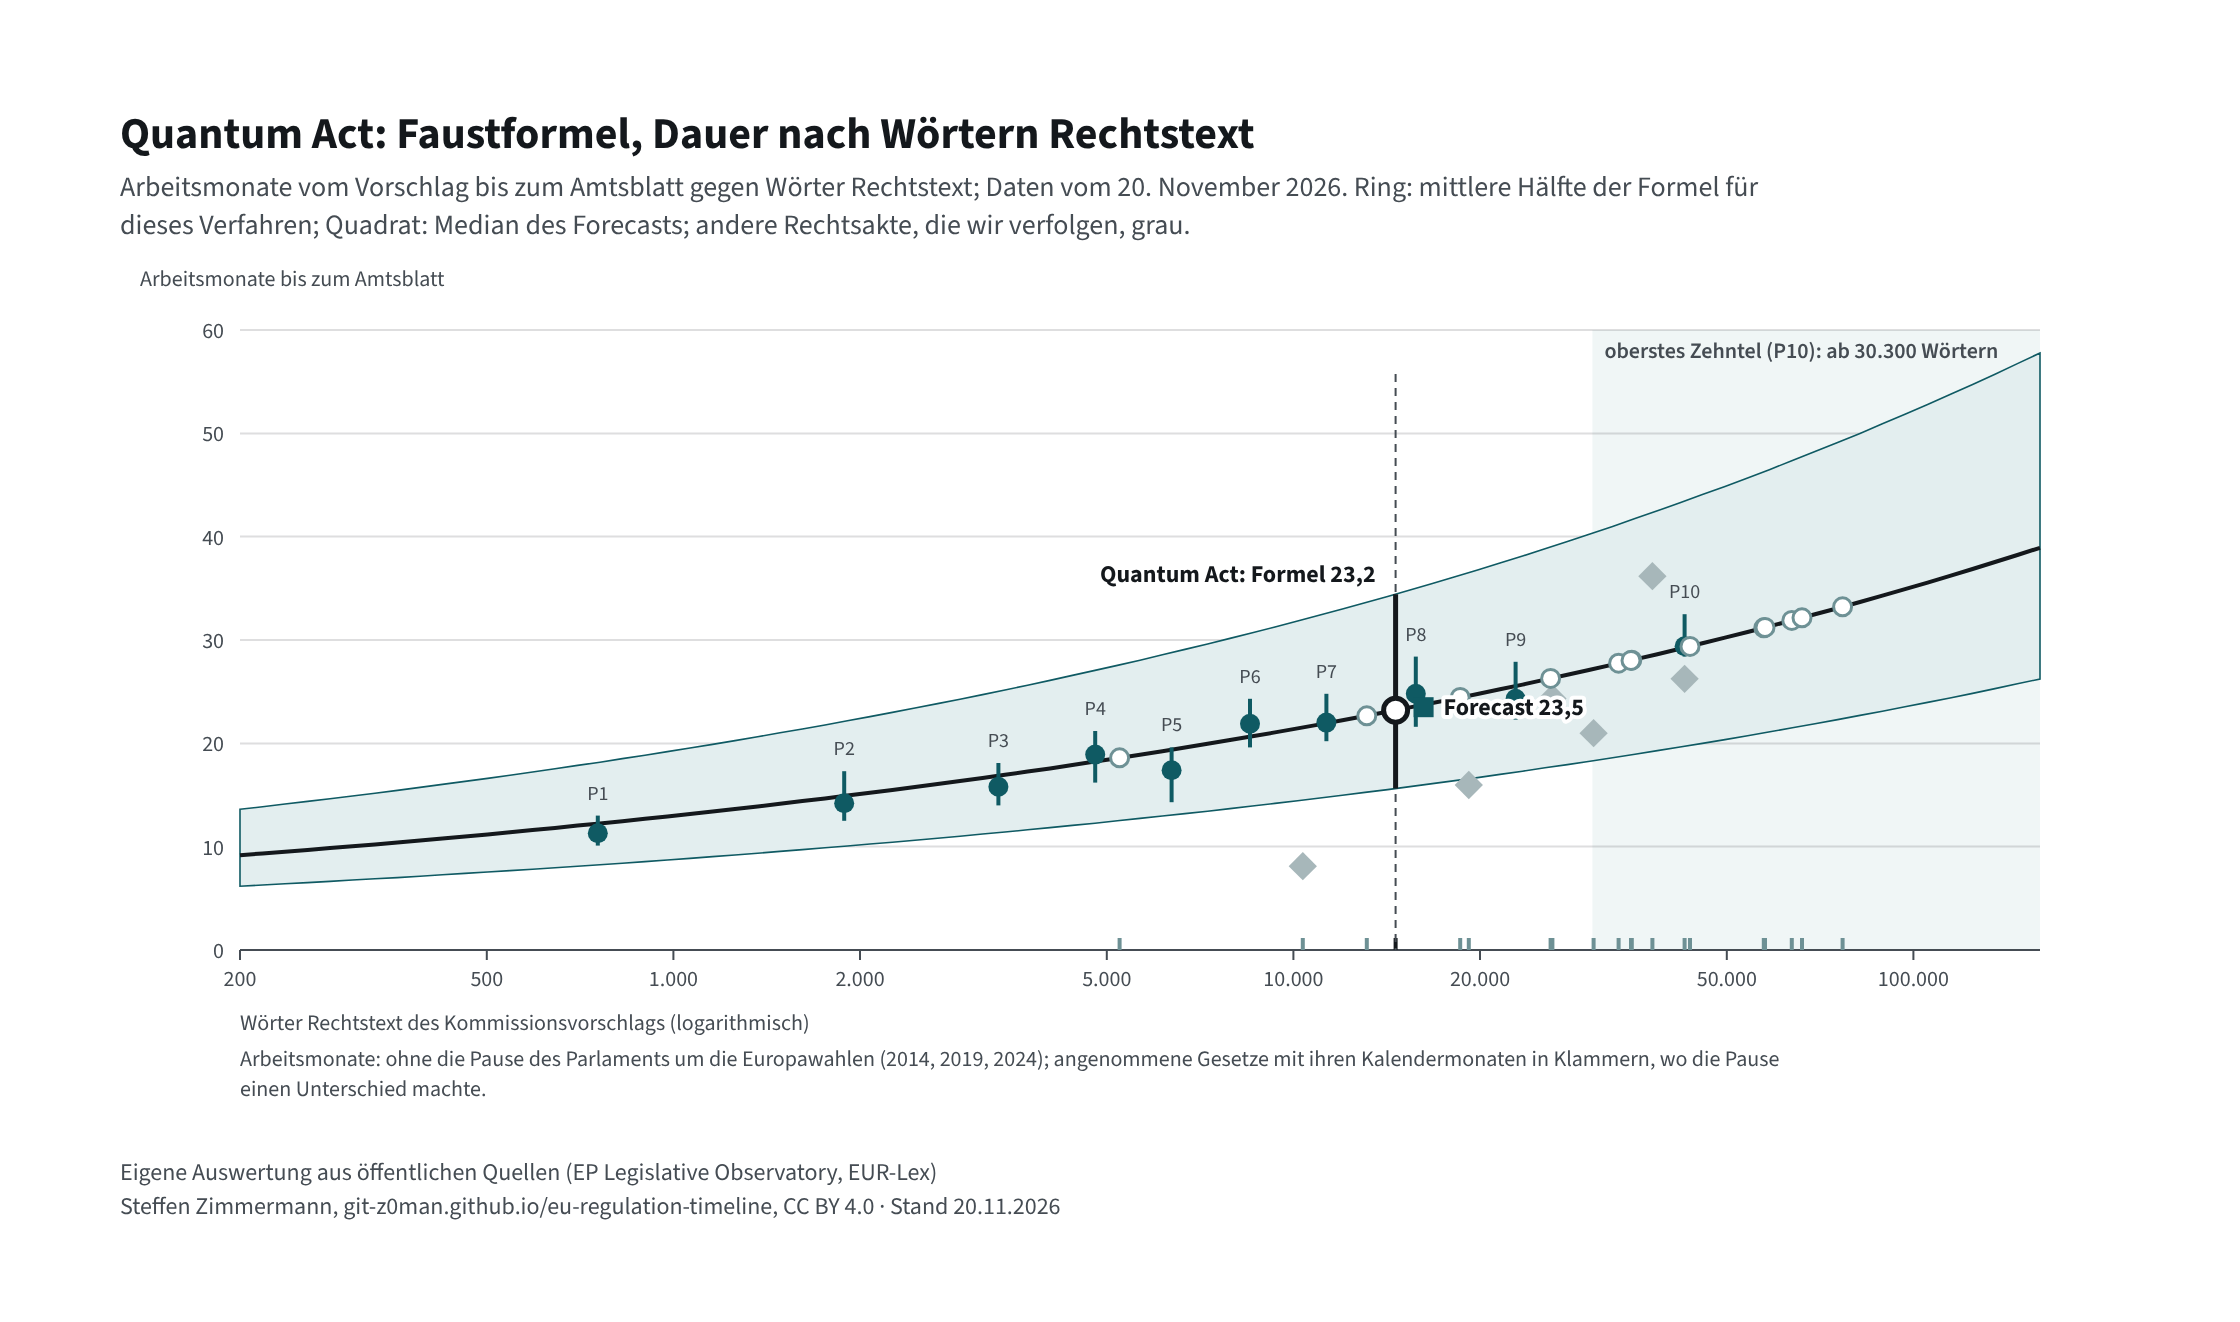 Quantum Act: Faustformel, Dauer nach Wörtern Rechtstext
Arbeitsmonate vom Vorschlag bis zum Amtsblatt gegen Wörter Rechtstext; Daten vom 20. November 2026. Ring: mittlere Hälfte der Formel für
dieses Verfahren; Quadrat: Median des Forecasts; andere Rechtsakte, die wir verfolgen, grau.
Arbeitsmonate bis zum Amtsblatt
60
oberstes Zehntel (P10): ab 30.300 Wörtern
50
40
Quantum Act: Formel 23,2
P10
30
P8
P9
P7
P6
P4
Forecast 23,5
P5
P3
P2
20
P1
10
0
200
500
1.000
2.000
5.000
10.000
20.000
50.000
100.000
Wörter Rechtstext des Kommissionsvorschlags (logarithmisch)
Arbeitsmonate: ohne die Pause des Parlaments um die Europawahlen (2014, 2019, 2024); angenommene Gesetze mit ihren Kalendermonaten in Klammern, wo die Pause
einen Unterschied machte.
Eigene Auswertung aus öffentlichen Quellen (EP Legislative Observatory, EUR-Lex)
Steffen Zimmermann, git-z0man.github.io/eu-regulation-timeline, CC BY 4.0 · Stand 20.11.2026